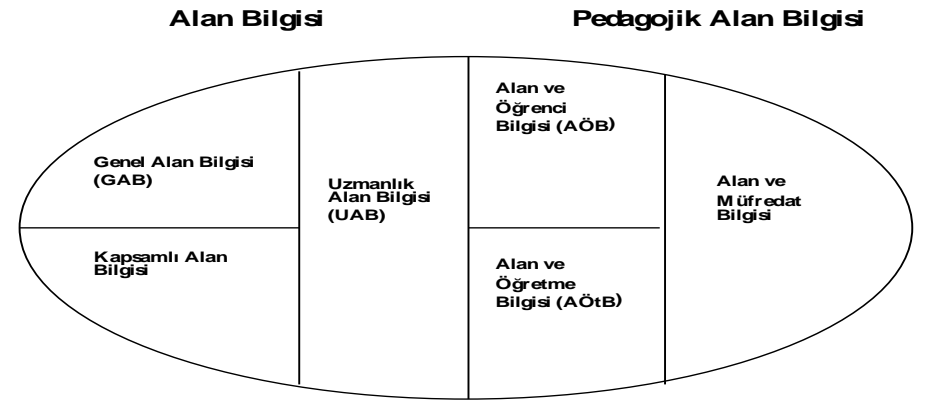 Alan Bilgisi
Pedagojik Alan Bilgisi
Genel Alan Bilgisi
(GAB)
Kapsamlı Alan
Bilgisi
Uzmanlık
Alan Bilgisi
(UAB)
Alan ve
Öğrenci
Bilgisi (AÖB)
Alan ve
Öğretme
Bilgisi (AÖtB)
Alan ve
Müfredat
Bilgisi